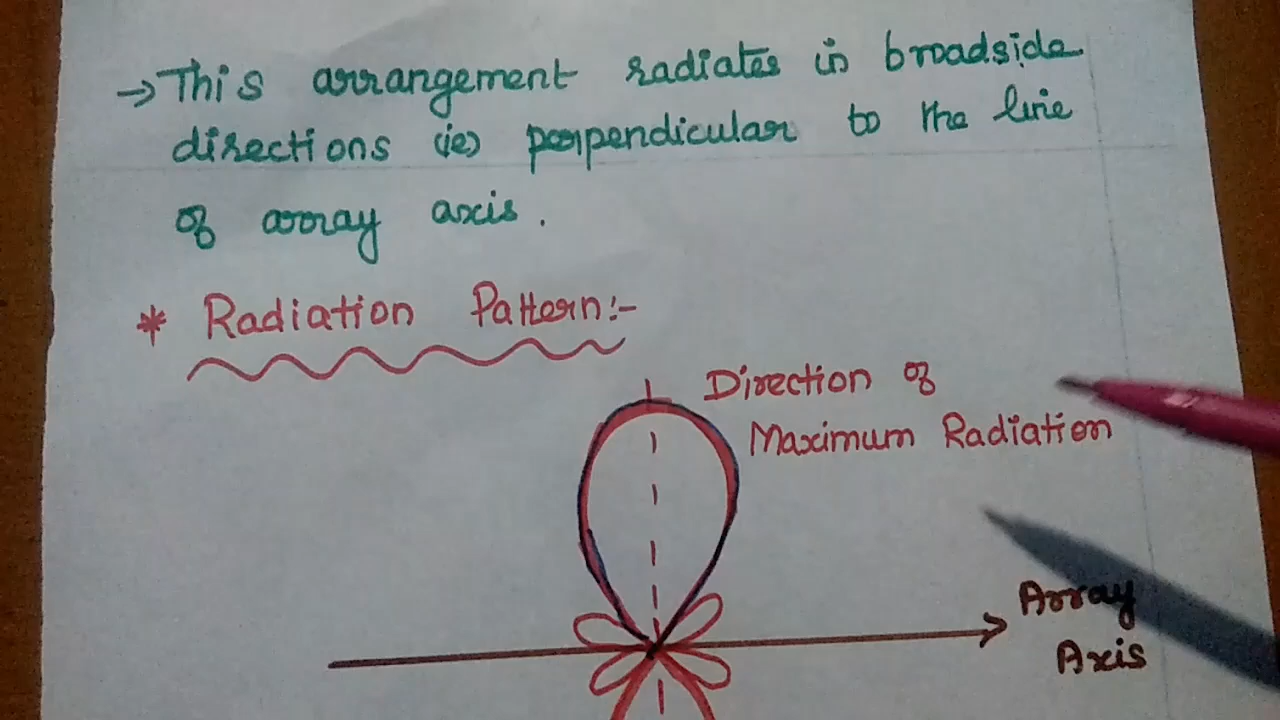 → This arrangement radiates in broadside
directions (ie) perpendicular to the line
of array axis.
* Radiation Pattern:-
Direction of
Maximum Radiation
Array
Axis